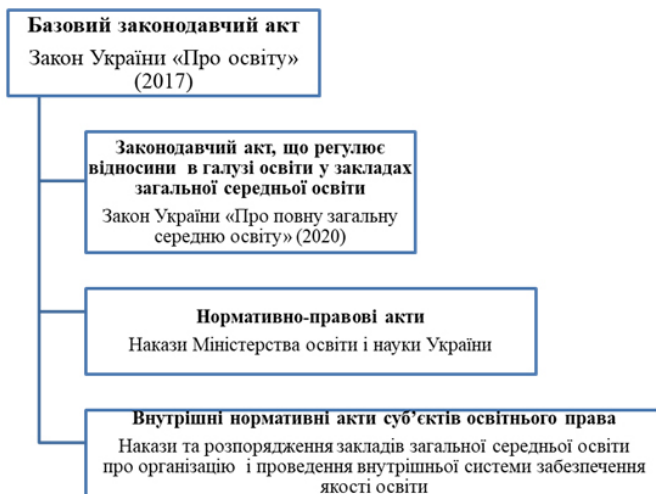 Базовий законодавчий акт
Закон України «Про освіту»
(2017)
Законодавчий акт, що регулює
відносини в галузі освіти у закладах
загальної середньої освіти
Закон України «Про повну загальну
середню освіту» (2020)
Нормативно-правові акти
Накази Міністерства освіти і науки України
Внутрішні нормативні акти суб’єктів освітнього права
Накази та розпорядження закладів загальної середньої освіти
про організацію і проведення внутрішньої системи забезпечення
якості освіти